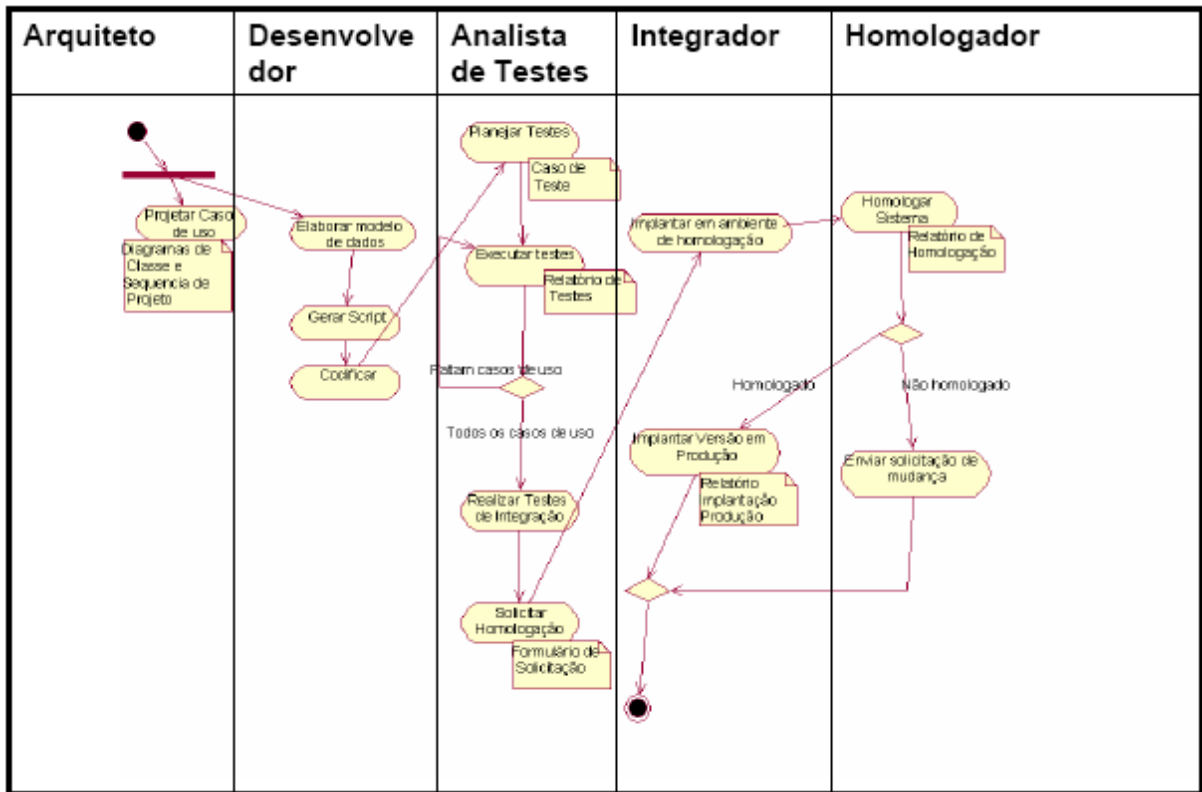 Arquiteto
Desenvolve
dor
Analista
de Testes
Integrador
Homologador
Projetar Caso
de uso
Diagramas de
Classe e
Sequencia de
Projeto
Elaborar modelo
de dados
Gerar Script
Codificar
Planejar Testes
Caso de
Teste
Executar testes
Relatório de
Testes
Faltam casos de uso
Todos os casos de uso
Realizar Testes
de Integração
Solicitar
Homologação
Formulário de
Solicitação
Implantar em ambiente
de homologação
Homologado
Implantar Versão em
Produção
Relatório
Implantação
Produção
Homologar
Sistema
Relatório de
Homologação
Não homologado
Enviar solicitação de
mudança